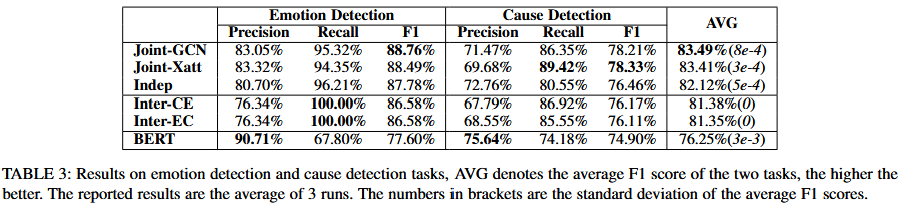 Emotion Detection Cause Detection AVG
Precision Recall F1 Precision Recall F1
Joint-GCN 83.05% 95.32% 88.76% 71.47% 86.35% 78.21% 83.49%(8e-4)
Joint-Xatt 83.32% 94.35% 88.49% 69.68% 89.42% 78.33% 83.41%(3e-4)
Indep 80.70% 96.21% 87.78% 72.76% 80.55% 76.46% 82.12%(5e-4)
Inter-CE 76.34% 100.00% 86.58% 67.79% 86.92% 76.17% 81.38%(0)
Inter-EC 76.34% 100.00% 86.58% 68.55% 85.55% 76.11% 81.35%(0)
BERT 90.71% 67.80% 77.60% 75.64% 74.18% 74.90% 76.25%(3e-3)
TABLE 3: Results on emotion detection and cause detection tasks, AVG denotes the average F1 score of the two tasks, the higher the
better. The reported results are the average of 3 runs. The numbers in brackets are the standard deviation of the average F1 scores.